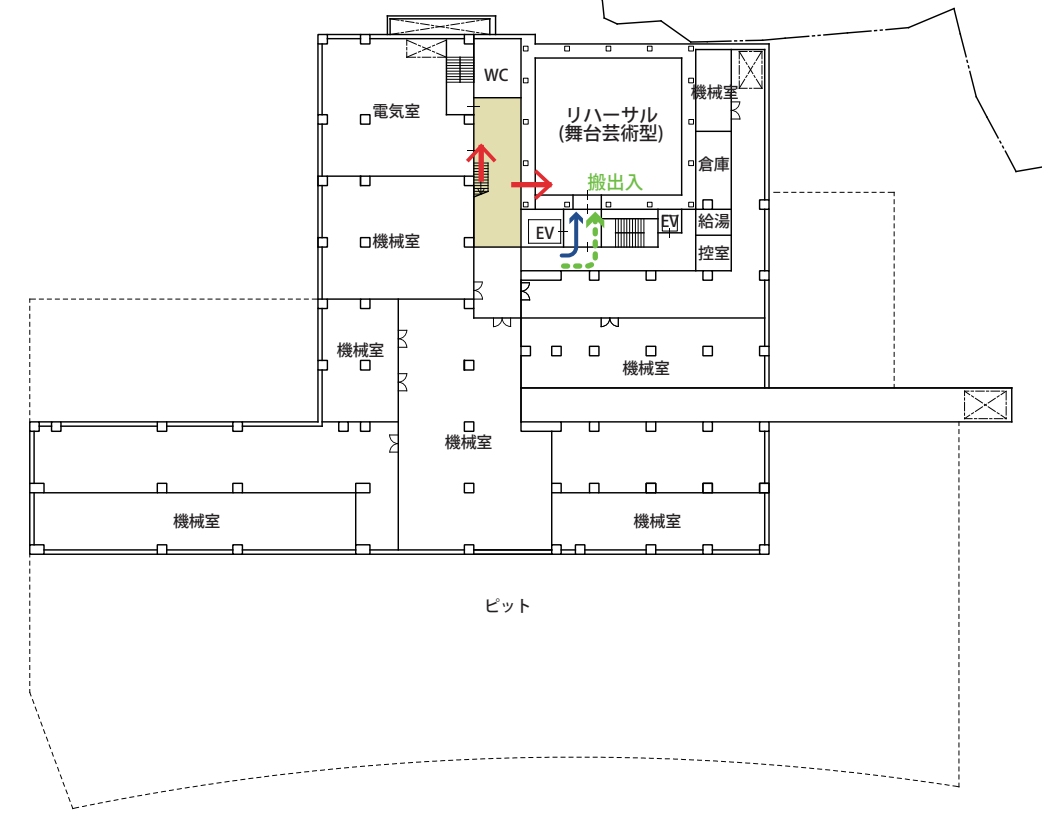 WC
機械室
電気室
リハーサル
(舞台芸術型)
倉庫
搬出入
EV
給湯
EV
機械室
控室
機械室
機械室
機械室
機械室
機械室
ピット